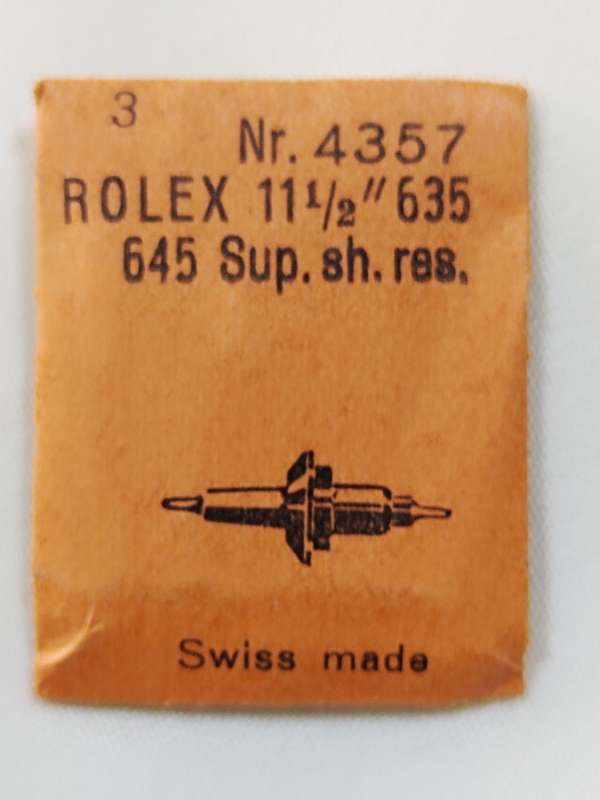 3
Nr. 4357
ROLEX 11 1/2''' 635
645 Sup. sh. res.
Swiss made